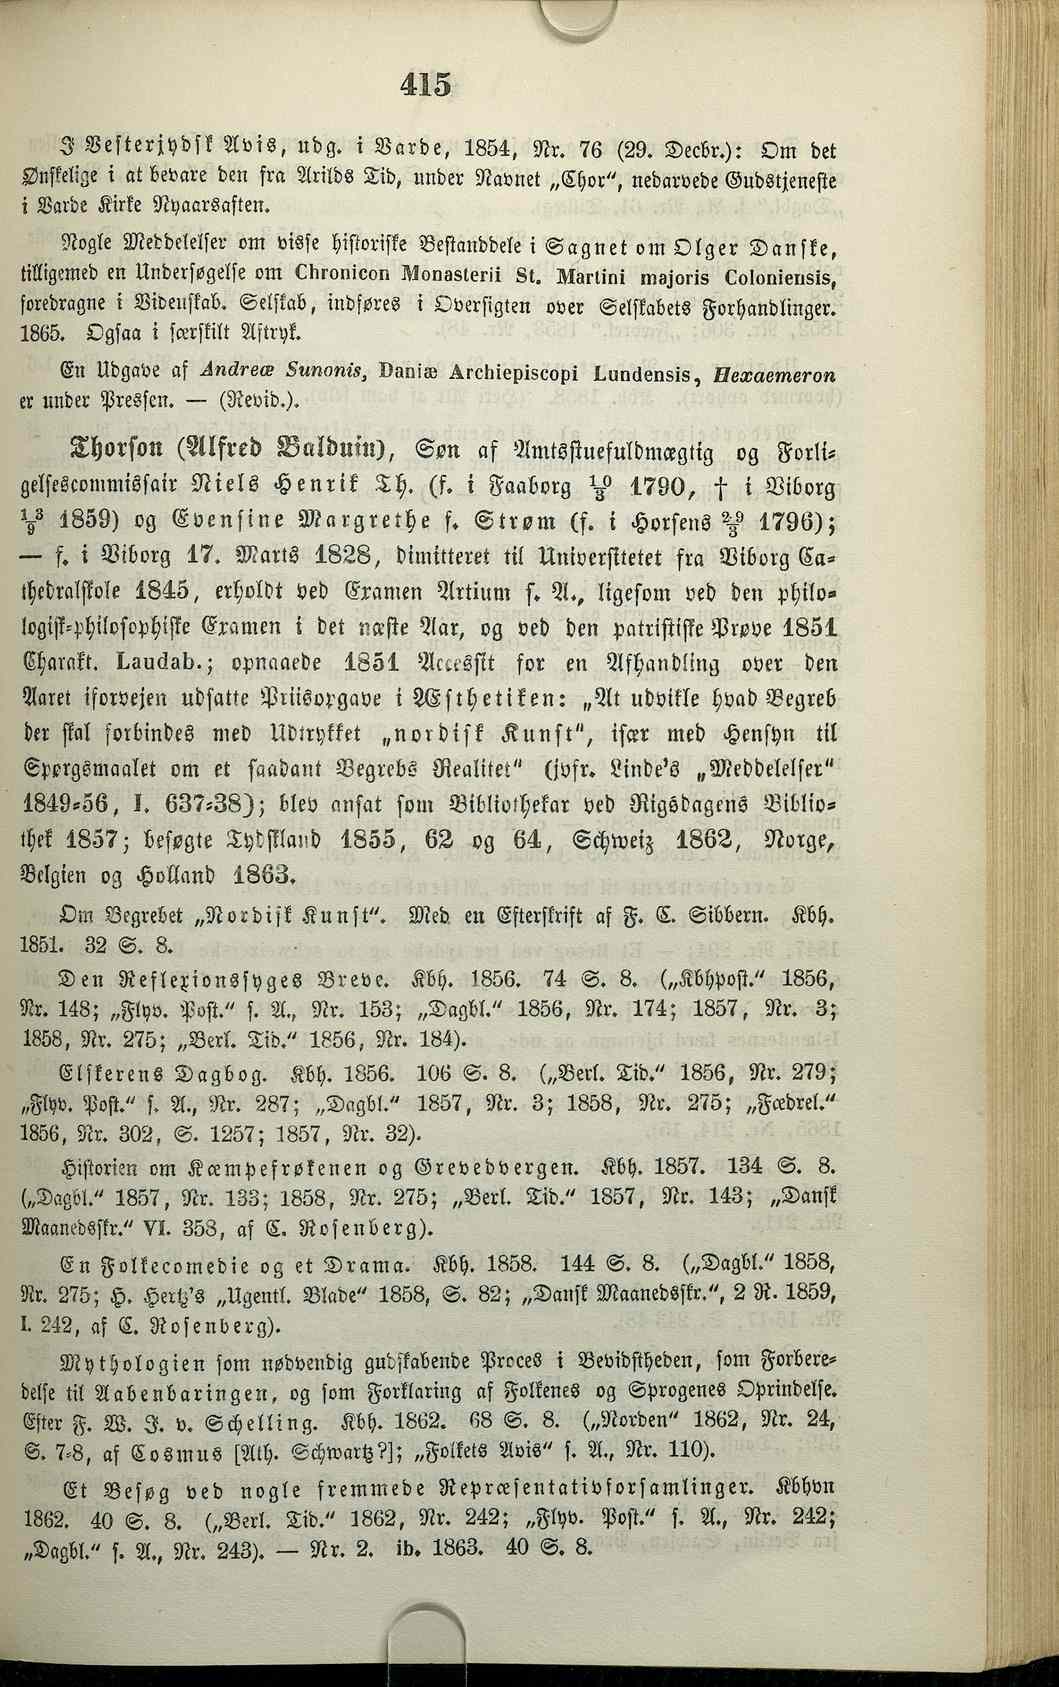 415
I Vesterjydsk Avis, udg. i Varde, 1854, Nr. 76 (29. Decbr.): Om det
Ønskelige i at bevare den fra Arilds Tid, under Navnet „Chor“, nedarvede Gudstjeneste
i Varde Kirke Nyaarsaften.
Nogle Meddelelser om visse historiske Bestanddele i Sagnet om Olger Danske,
tilligemed en Undersøgelse om Chronicon Monasterii St. Martini majoris Coloniensis,
foredragne i Videnskab. Selskab, indføres i Oversigten over Selskabets Forhandlinger.
1865. Ogsaa i særskilt Aftryk.
En Udgave af Andreæ Sunonis, Daniæ Archiepiscopi Lundensis, Hexaemeron
er under Pressen. — (Revid.).
Thorson (Alfred Balduin), Søn af Amtsstuefuldmægtig og Forli=
gelsescommissair Niels Henrik Th. (f. i Faaborg 10/8 1790, † i Viborg
13/9 1859) og Evensine Margrethe f. Strøm (f. i Horsens 29/8 1796);
— f. i Viborg 17. Marts 1828, dimitteret til Universitetet fra Viborg Ca=
thedralskole 1845, erholdt ved Examen Artium s. A., ligesom ved den philo=
logisk=philosophiske Examen i det næste Aar, og ved den patristiske Prøve 1851
Charakt. Laudab.; opnaaede 1851 Accessit for en Afhandling over den
Aaret iforvejen udsatte Priisopgave i Æsthetiken: „At udvikle hvad Begreb
der skal forbindes med Udtrykket „nordisk Kunst“, især med Hensyn til
Spørgsmaalet om et saadant Begrebs Realitet“ (jvfr. Linde's „Meddelelser“
1849=56, I. 637=38); blev ansat som Bibliothekar ved Rigsdagens Biblio=
thek 1857; besøgte Tydskland 1855, 62 og 64, Schweiz 1862, Norge,
Belgien og Holland 1863.
Om Begrebet „Nordisk Kunst“. Med en Efterskrift af F. C. Sibbern. Kbh.
1851. 32 S. 8.
Den Reflexionssyges Breve. Kbh. 1856. 74 S. 8. („Kbhpost.“ 1856,
Nr. 148; „Flyv. Post.“ s. A., Nr. 153; „Dagbl.“ 1856, Nr. 174; 1857, Nr. 3;
1858, Nr. 275; „Berl. Tid.“ 1856, Nr. 184).
Elskerens Dagbog. Kbh. 1856. 106 S. 8. („Berl. Tid.“ 1856, Nr. 279;
„Flyv. Post.“ s. A., Nr. 287; „Dagbl.“ 1857, Nr. 3; 1858, Nr. 275; „Fædrel.“
1856, Nr. 302, S. 1257; 1857, Nr. 32).
Historien om Kæmpefrøkenen og Grevedvergen. Kbh. 1857. 134 S. 8.
(„Dagbl.“ 1857, Nr. 133; 1858, Nr. 275; „Berl. Tid.“ 1857, Nr. 143; „Dansk
Maanedsskr.“ VI. 358, af C. Rosenberg).
En Folkecomedie og et Drama. Kbh. 1858. 144 S. 8. („Dagbl.“ 1858,
Nr. 275; H. Hertz's „Ugentl. Blade“ 1858, S. 82; „Dansk Maanedsskr.“, 2 R. 1859,
I. 242, af C. Rosenberg).
Mythologien som nødvendig gudskabende Proces i Bevidstheden, som Forbere=
delse til Aabenbaringen, og som Forklaring af Folkenes og Sprogenes Oprindelse.
Efter F. W. J. v. Schelling. Kbh. 1862. 68 S. 8. („Norden“ 1862, Nr. 24,
S. 7=8, af Cosmus [Ath. Schwartz?]; „Folkets Avis“ s. A., Nr. 110).
Et Besøg ved nogle fremmede Repræsentativforsamlinger. Kbhvn
1862. 40 S. 8. („Berl. Tid.“ 1862, Nr. 242; „Flyv. Post.“ s. A., Nr. 242;
„Dagbl.“ s. A., Nr. 243). — Nr. 2. ib. 1863. 40 S. 8.